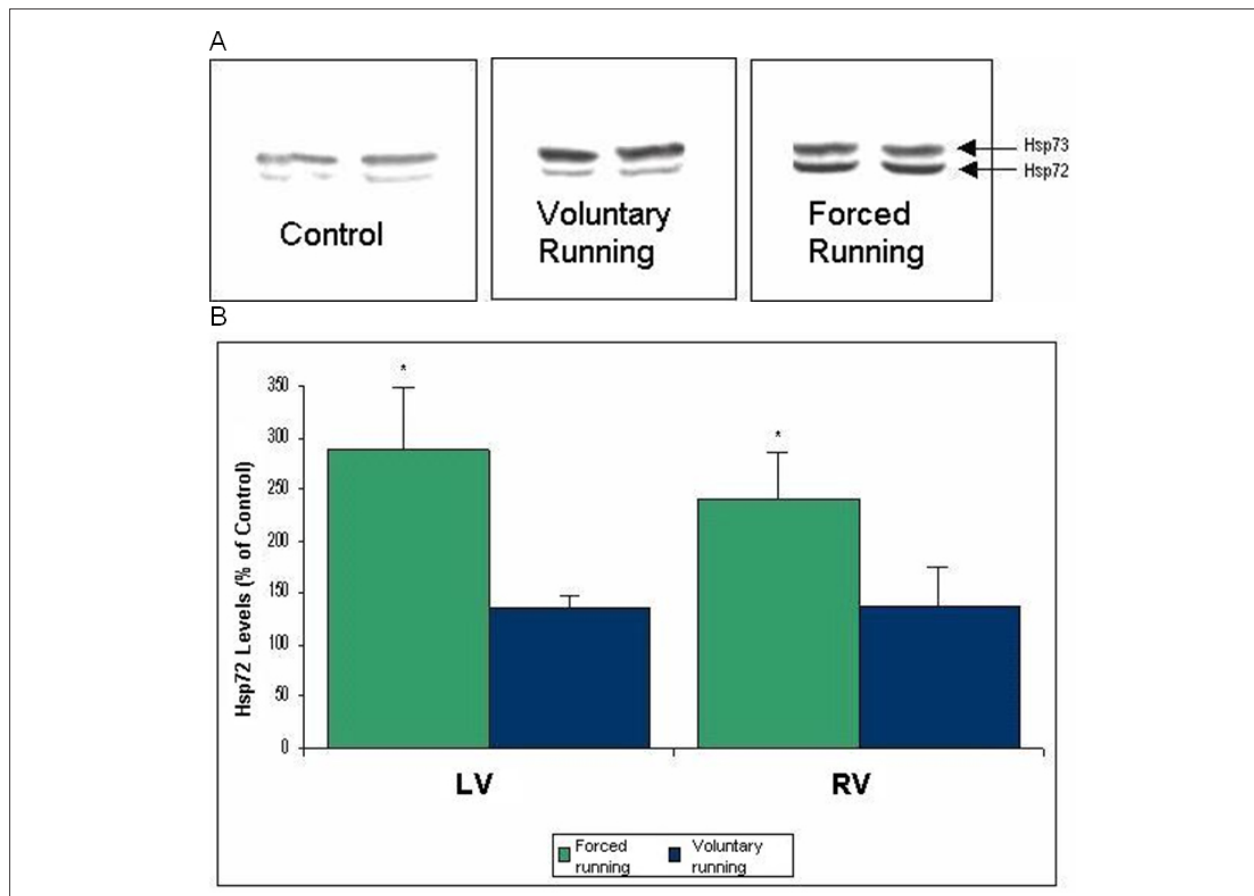 A
Control
Voluntary
Running
Forced
Running
Hsp73
Hsp72
B
Hsp72 Levels (% of Control)
350
300
250
200
150
100
50
0
*
*
LV
RV
Forced
running
Voluntary
running